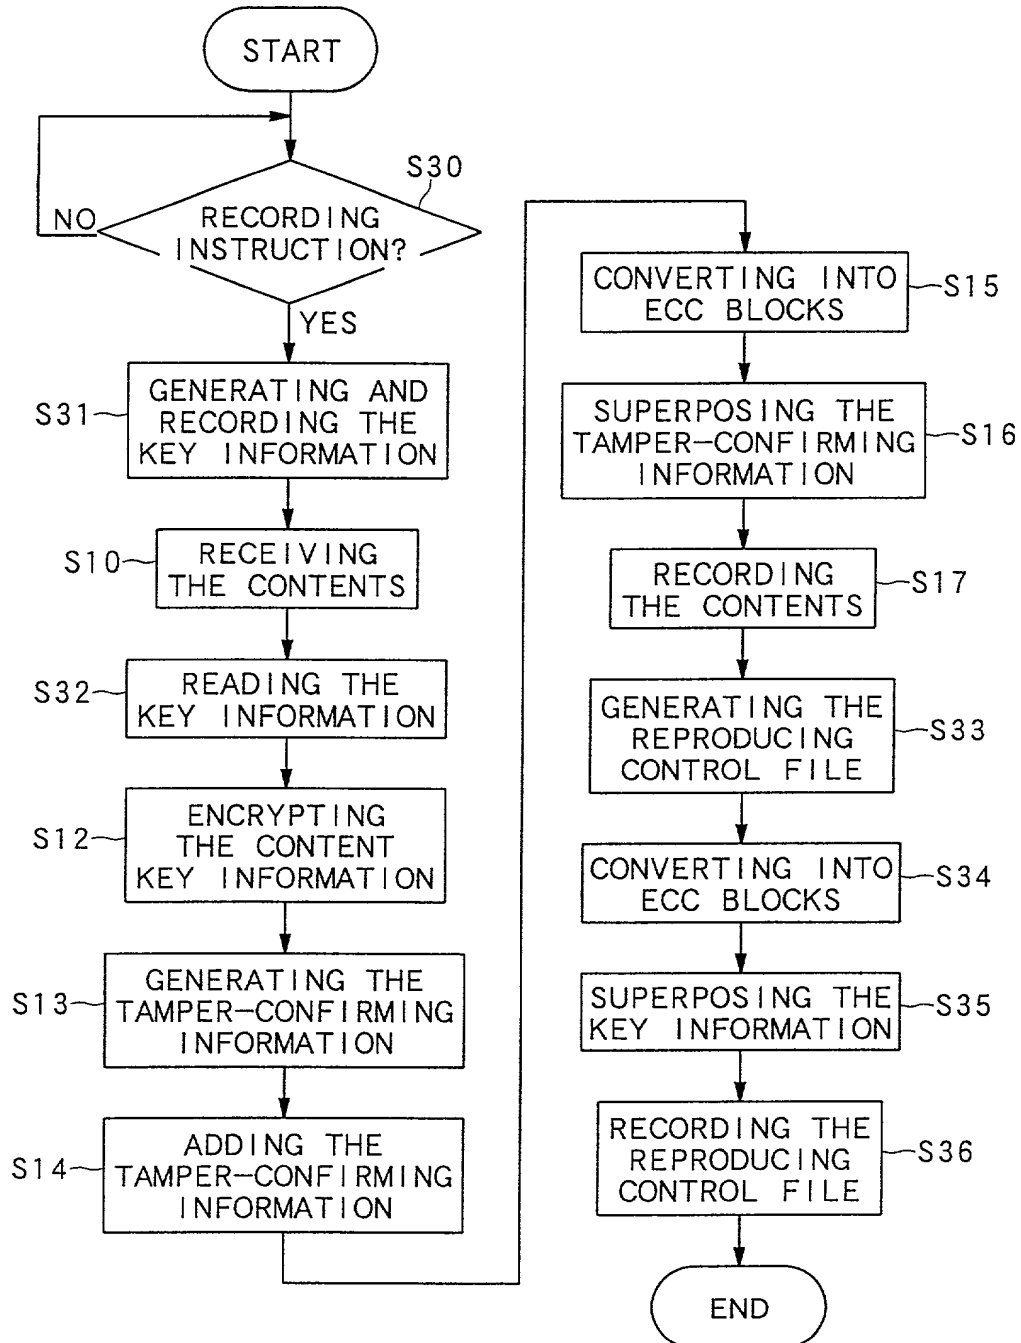 START
S30
NO
RECORDING
INSTRUCTION?
YES
S31
GENERATING AND
RECORDING THE
KEY INFORMATION
S10
RECEIVING
THE CONTENTS
S32
READING THE
KEY INFORMATION
S12
ENCRYPTING
THE CONTENT
KEY INFORMATION
S13
GENERATING THE
TAMPER-CONFIRMING
INFORMATION
S14
ADDING THE
TAMPER-CONFIRMING
INFORMATION
CONVERTING INTO
ECC BLOCKS
S15
SUPERPOSING THE
TAMPER-CONFIRMING
INFORMATION
S16
RECORDING
THE CONTENTS
S17
GENERATING THE
REPRODUCING
CONTROL FILE
S33
CONVERTING INTO
ECC BLOCKS
S34
SUPERPOSING THE
KEY INFORMATION
S35
RECORDING THE
REPRODUCING
CONTROL FILE
S36
END